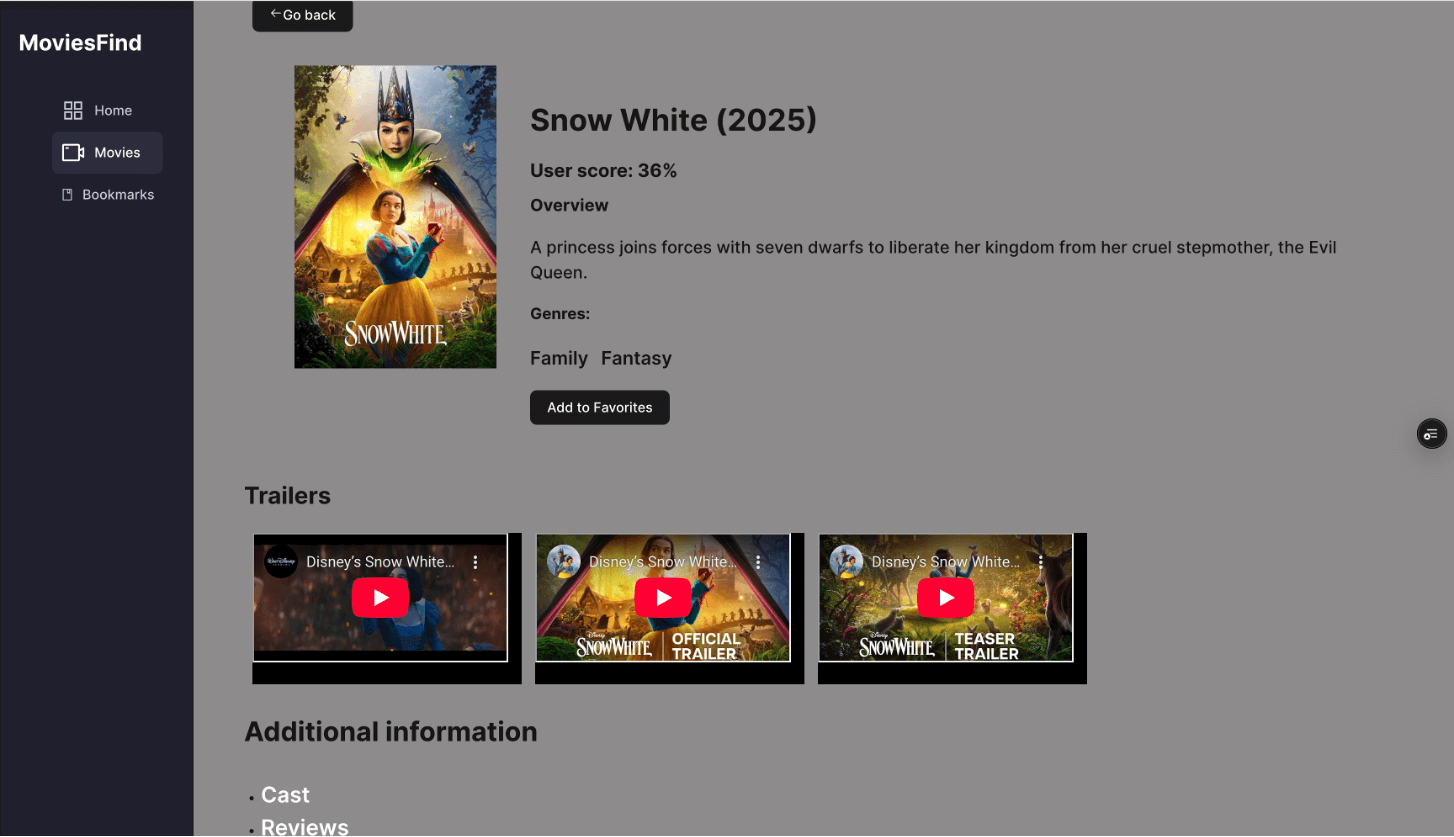 MoviesFind
Home
Movies
Bookmarks
←Go back
SNOW WHITE
Snow White (2025)
User score: 36%
Overview
A princess joins forces with seven dwarfs to liberate her kingdom from her cruel stepmother, the Evil
Queen.
Genres:
Family Fantasy
Add to Favorites
Trailers
Disney’s Snow White...
Disney’s Snow White...
Disney
SNOW WHITE
OFFICIAL
TRAILER
Disney’s Snow White...
Disney
SNOW WHITE
TEASER
TRAILER
Additional information
• Cast
• Reviews